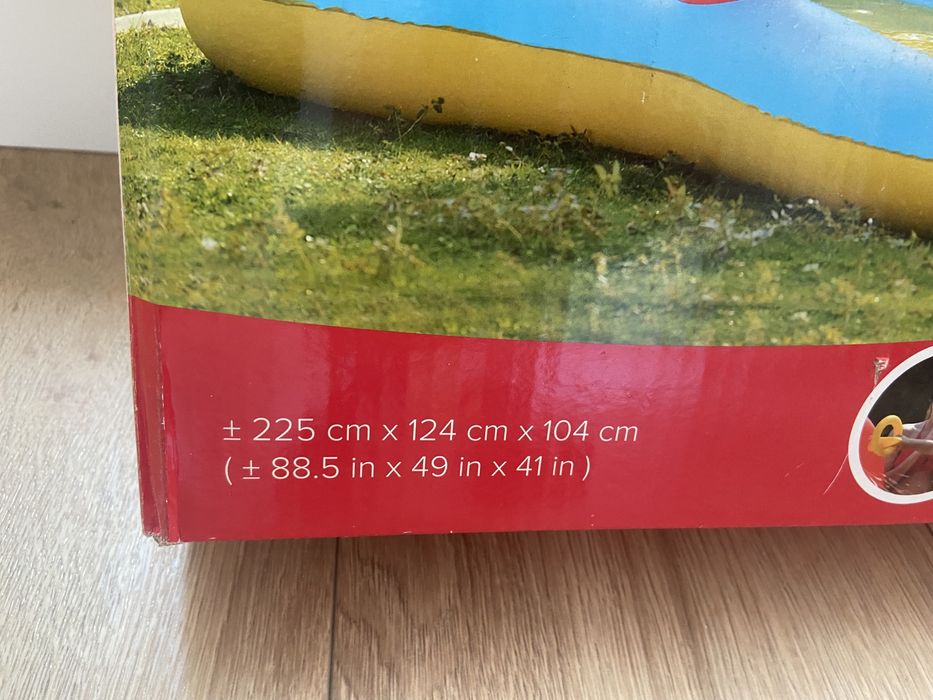 ± 225 cm x 124 cm x 104 cm
( ± 88.5 in x 49 in x 41 in )